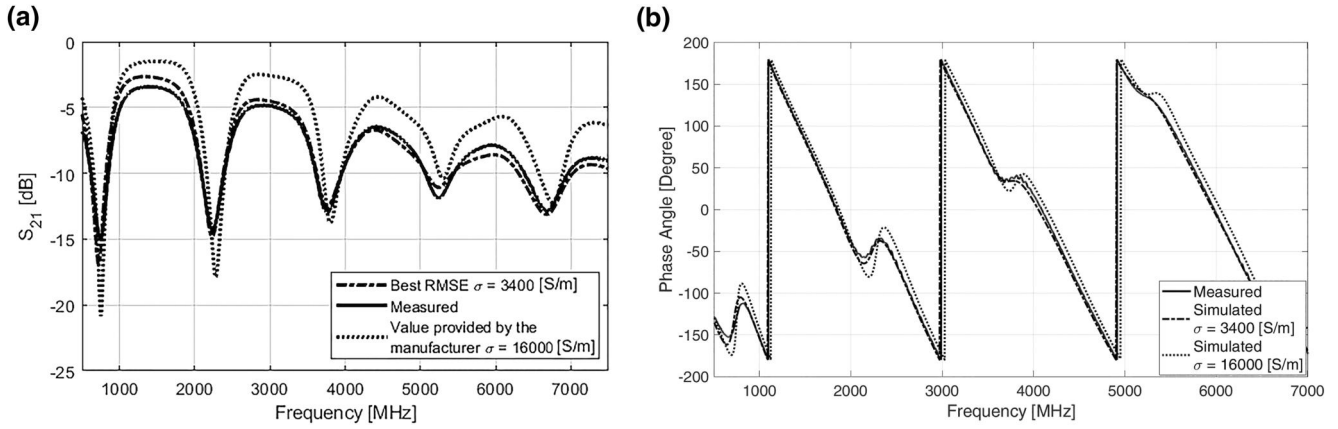 (a)
0
-5
-10
-15
-20
-25
S21 [dB]
1000 2000 3000 4000 5000 6000 7000
Frequency [MHz]
Best RMSE σ = 3400 [S/m]
Measured
Value provided by the
manufacturer σ = 16000 [S/m]
(b)
200
150
100
50
0
-50
-100
-150
-200
Phase Angle [Degree]
1000 2000 3000 4000 5000 6000 7000
Frequency [MHz]
Measured
Simulated
σ = 3400 [S/m]
Simulated
σ = 16000 [S/m]